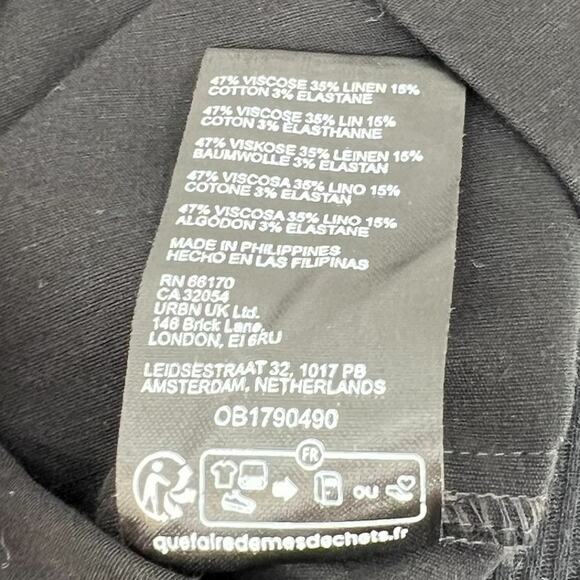 47% VISCOSE 35% LINEN 15%
COTTON 3% ELASTANE
47% VISCOSE 35% LIN 15%
COTON 3% ÉLASTHANNE
47% VISKOSE 35% LEINEN 15%
BAUMWOLLE 3% ELASTAN
47% VISCOSA 35% LINO 15%
COTONE 3% ELASTAN
47% VISCOSA 35% LINO 15%
ALGODÓN 3% ELASTANE
MADE IN PHILIPPINES
HECHO EN LAS FILIPINAS
RN 66170
CA 32054
URBN UK Ltd.
146 Brick Lane,
LONDON, E1 6RU
LEIDSESTRAAT 32, 1017 PB
AMSTERDAM, NETHERLANDS
OB1790490
FR
ou
quefairedemesdechets.fr